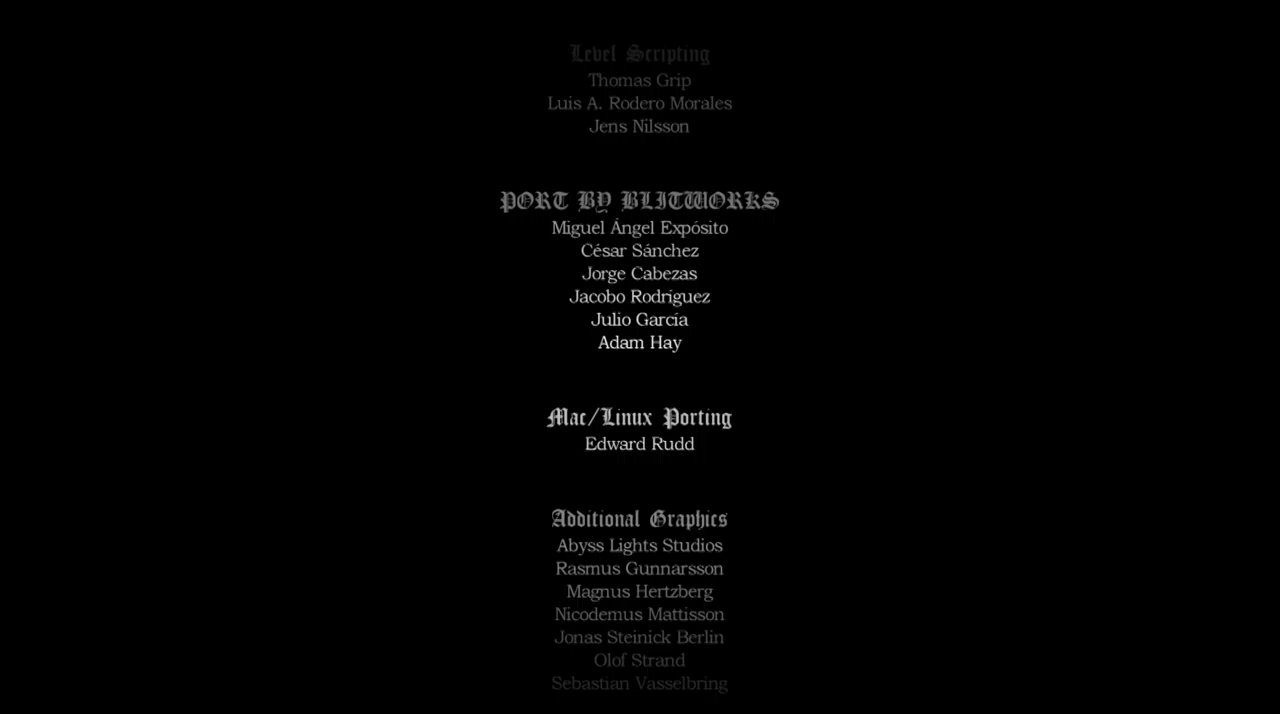 Level Scripting
Thomas Grip
Luis A. Rodero Morales
Jens Nilsson
PORT BY BLITWORKS
Miguel Ángel Expósito
César Sánchez
Jorge Cabezas
Jacobo Rodríguez
Julio García
Adam Hay
Mac/Linux Porting
Edward Rudd
Additional Graphics
Abyss Lights Studios
Rasmus Gunnarsson
Magnus Hertzberg
Nicodemus Mattisson
Jonas Steinick Berlin
Olof Strand
Sebastian Vasselbring